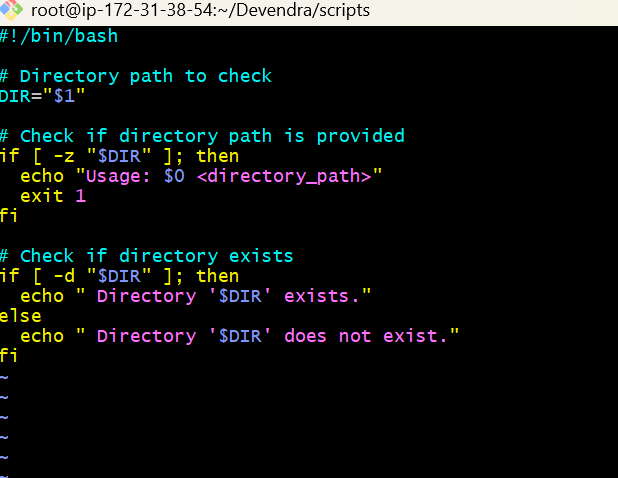 root@ip-172-31-38-54:~/Devendra/scripts
#!/bin/bash
# Directory path to check
DIR="$1"
# Check if directory path is provided
if [ -z "$DIR" ]; then
  echo "Usage: $0 <directory_path>"
  exit 1
fi
# Check if directory exists
if [ -d "$DIR" ]; then
  echo " Directory '$DIR' exists."
else
  echo " Directory '$DIR' does not exist."
fi
~
~
~
~
~
~